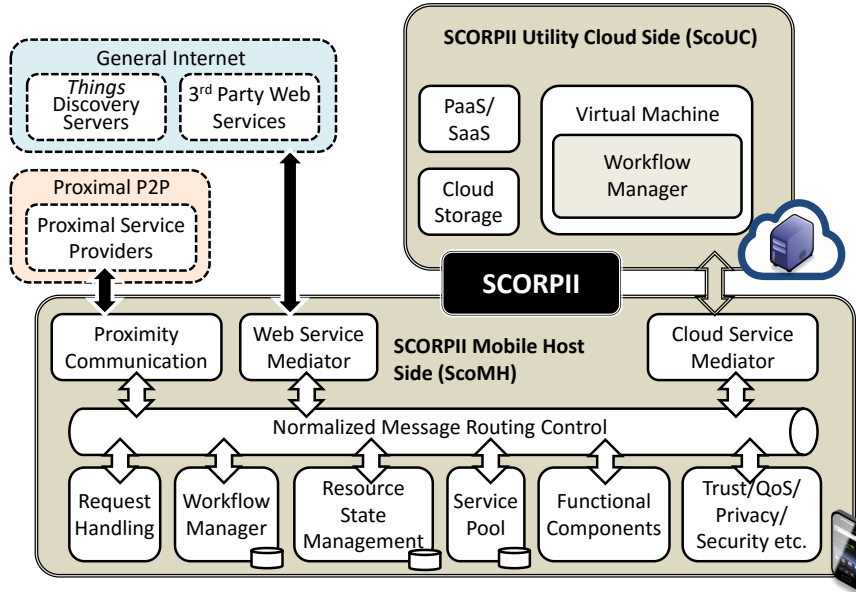 SCORPII Utility Cloud Side (ScoUC)
General Internet
Things
Discovery
Servers
3rd Party Web
Services
PaaS/
SaaS
Virtual Machine
Workflow
Manager
Cloud
Storage
Proximal P2P
Proximal Service
Providers
SCORPII
Proximity
Communication
Web Service
Mediator
SCORPII Mobile Host
Side (ScoMH)
Cloud Service
Mediator
Normalized Message Routing Control
Request
Handling
Workflow
Manager
Resource
State
Management
Service
Pool
Functional
Components
Trust/QoS/
Privacy/
Security etc.